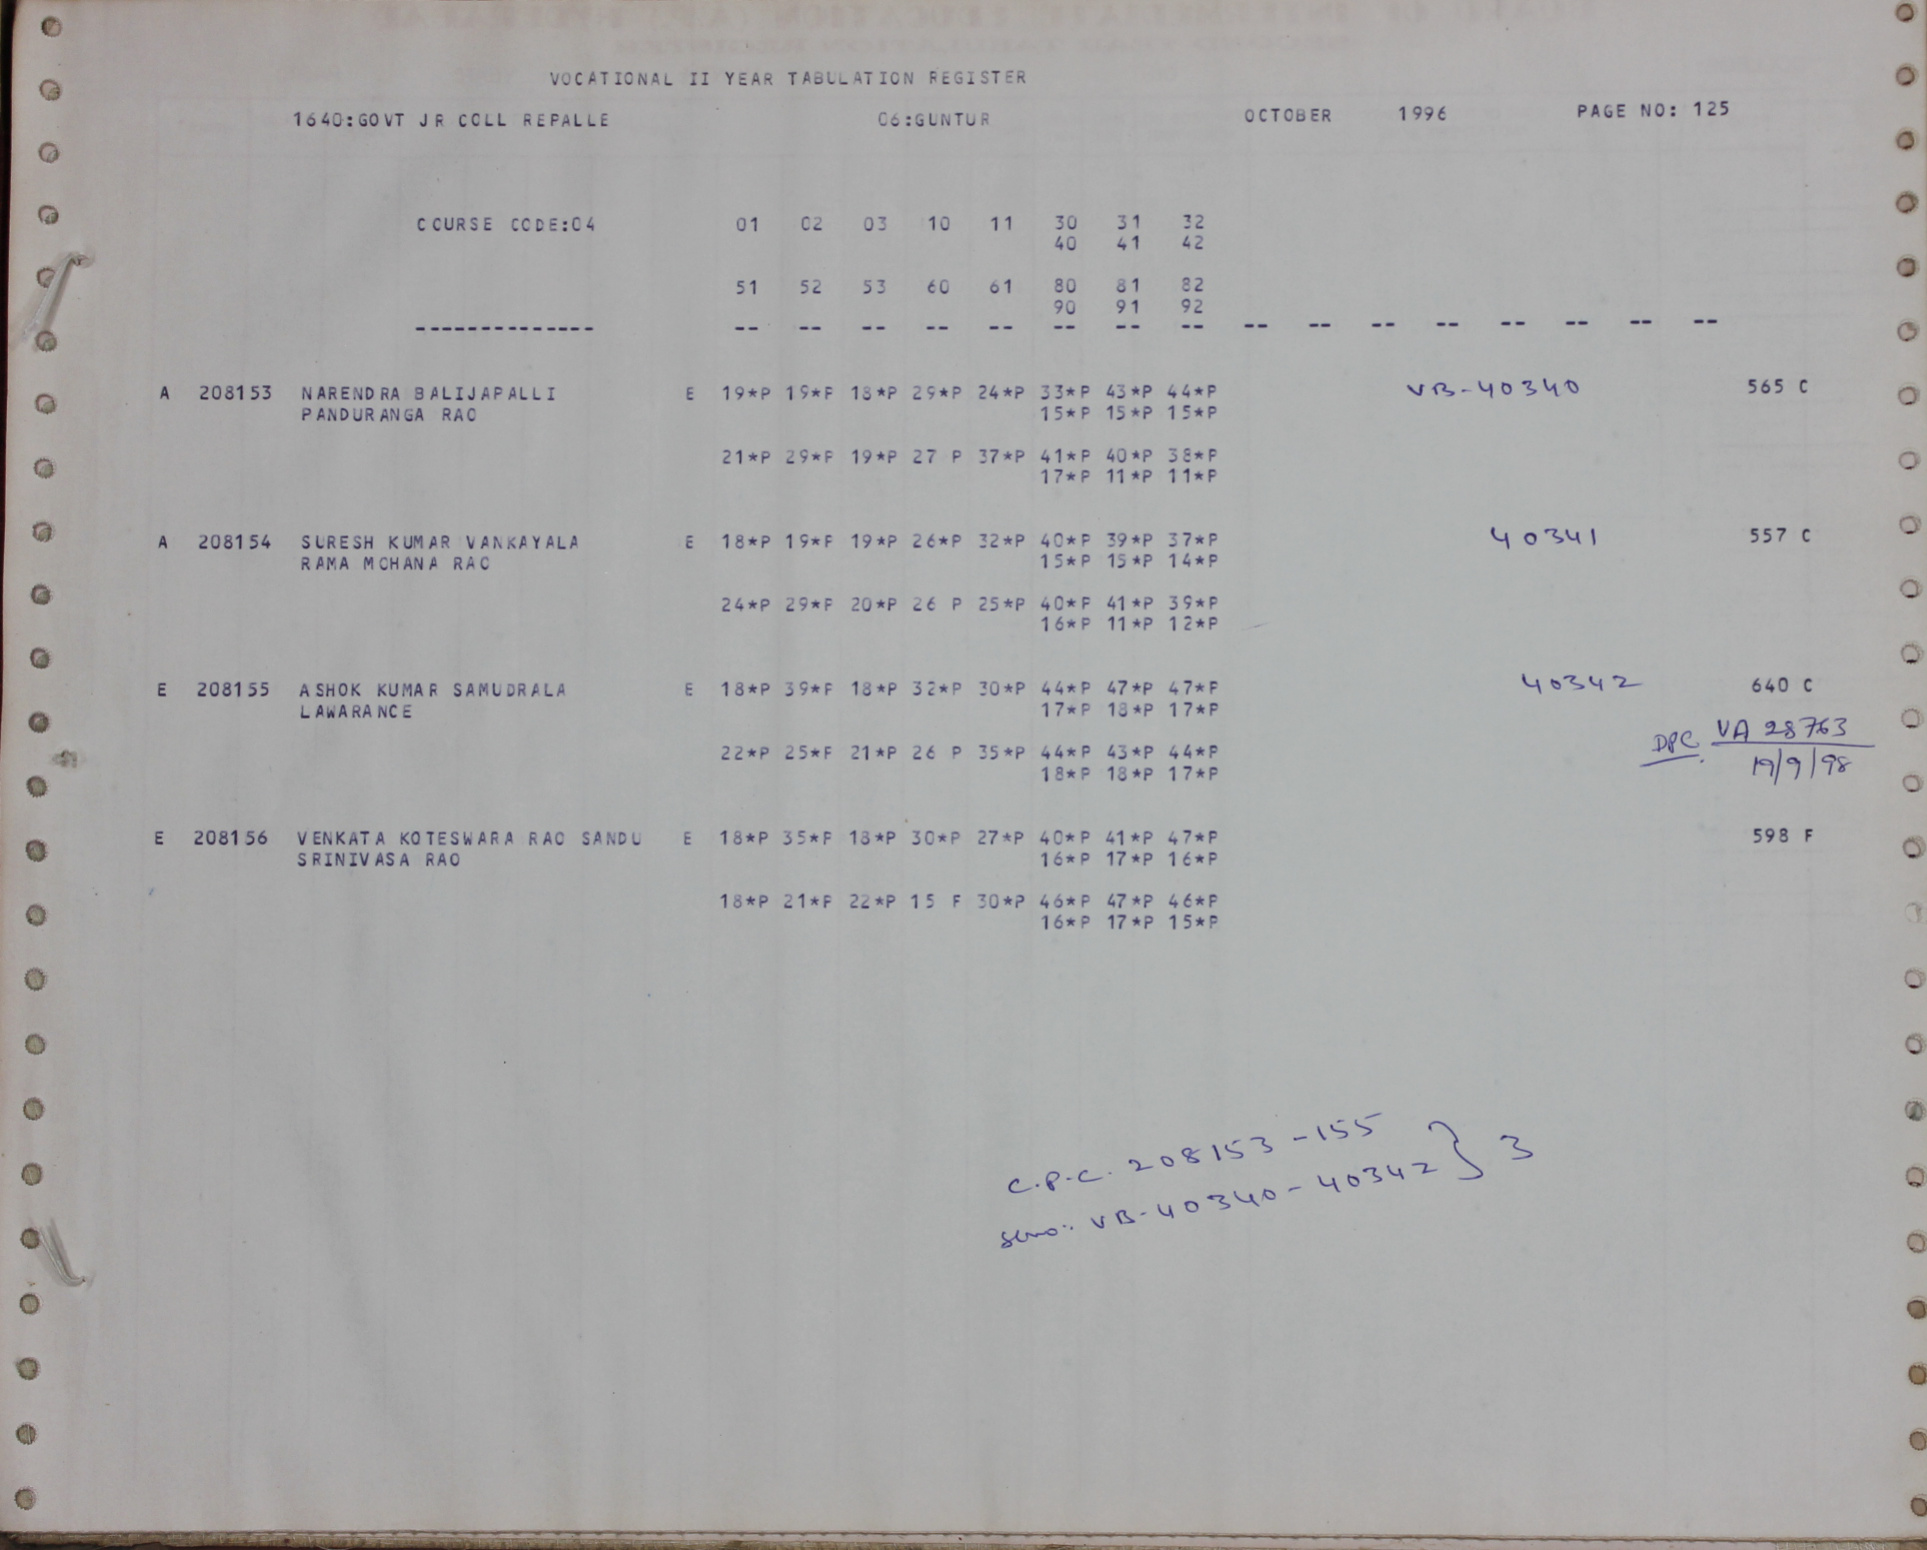 VOCATIONAL II YEAR TABULATION REGISTER
1640:GOVT JR COLL REPALLE 06:GUNTUR OCTOBER 1996 PAGE NO: 125
COURSE CODE:04 01 02 03 10 11 30 31 32
40 41 42
51 52 53 60 61 80 81 82
90 91 92
-------------- -- -- -- -- -- -- -- -- -- -- -- -- -- -- -- --
A 208153 NARENDRA BALIJAPALLI E 19*P 19*P 18*P 29*P 24*P 33*P 43*P 44*P VB-40340 565 C
PANDURANGA RAO 15*P 15*P 15*P
21*P 29*P 19*P 27 P 37*P 41*P 40*P 38*P
17*P 11*P 11*P
A 208154 SURESH KUMAR VANKAYALA E 18*P 19*P 19*P 26*P 32*P 40*P 39*P 37*P 40341 557 C
RAMA MOHANA RAO 15*P 15*P 14*P
24*P 29*P 20*P 26 P 25*P 40*P 41*P 39*P
16*P 11*P 12*P
E 208155 ASHOK KUMAR SAMUDRALA E 18*P 39*P 18*P 32*P 30*P 44*P 47*P 47*P 40342 640 C
LAWARANCE 17*P 18*P 17*P
DPC VA 28763
22*P 25*P 21*P 26 P 35*P 44*P 43*P 44*P 19/9/98
18*P 18*P 17*P
E 208156 VENKATA KOTESWARA RAO SANDU E 18*P 35*P 18*P 30*P 27*P 40*P 41*P 47*P 598 F
SRINIVASA RAO 16*P 17*P 16*P
18*P 21*P 22*P 15 F 30*P 46*P 47*P 46*P
16*P 17*P 15*P
C.P.C. 208153-155
VB-40340-40342 } 3